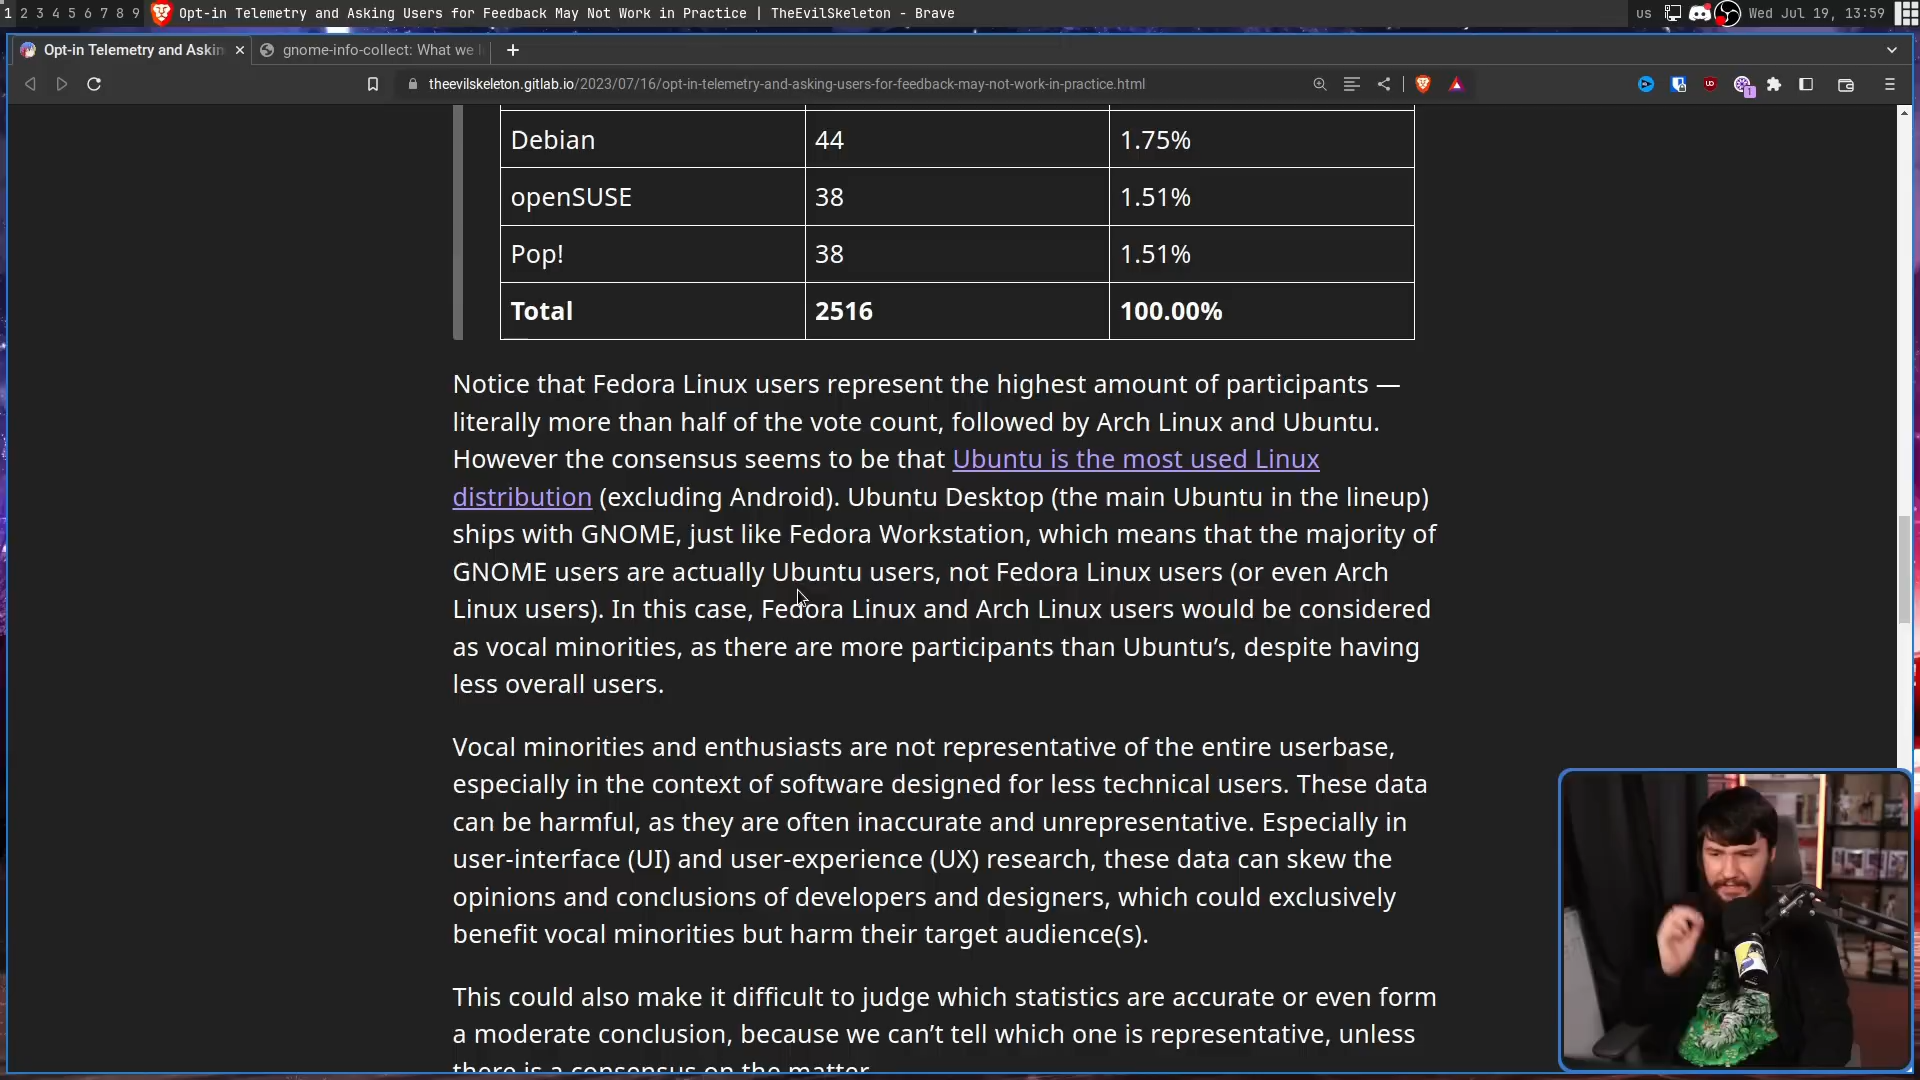 1 2 3 4 5 6 7 8 9 Opt-in Telemetry and Asking Users for Feedback May Not Work in Practice | TheEvilSkeleton - Brave us Wed Jul 19, 13:59
Opt-in Telemetry and Askin gnome-info-collect: What we l
theevilskeleton.gitlab.io/2023/07/16/opt-in-telemetry-and-asking-users-for-feedback-may-not-work-in-practice.html
Debian 44 1.75%
openSUSE 38 1.51%
Pop! 38 1.51%
Total 2516 100.00%
Notice that Fedora Linux users represent the highest amount of participants —
literally more than half of the vote count, followed by Arch Linux and Ubuntu.
However the consensus seems to be that Ubuntu is the most used Linux
distribution (excluding Android). Ubuntu Desktop (the main Ubuntu in the lineup)
ships with GNOME, just like Fedora Workstation, which means that the majority of
GNOME users are actually Ubuntu users, not Fedora Linux users (or even Arch
Linux users). In this case, Fedora Linux and Arch Linux users would be considered
as vocal minorities, as there are more participants than Ubuntu’s, despite having
less overall users.
Vocal minorities and enthusiasts are not representative of the entire userbase,
especially in the context of software designed for less technical users. These data
can be harmful, as they are often inaccurate and unrepresentative. Especially in
user-interface (UI) and user-experience (UX) research, these data can skew the
opinions and conclusions of developers and designers, which could exclusively
benefit vocal minorities but harm their target audience(s).
This could also make it difficult to judge which statistics are accurate or even form
a moderate conclusion, because we can’t tell which one is representative, unless
there is a consensus on the matter.